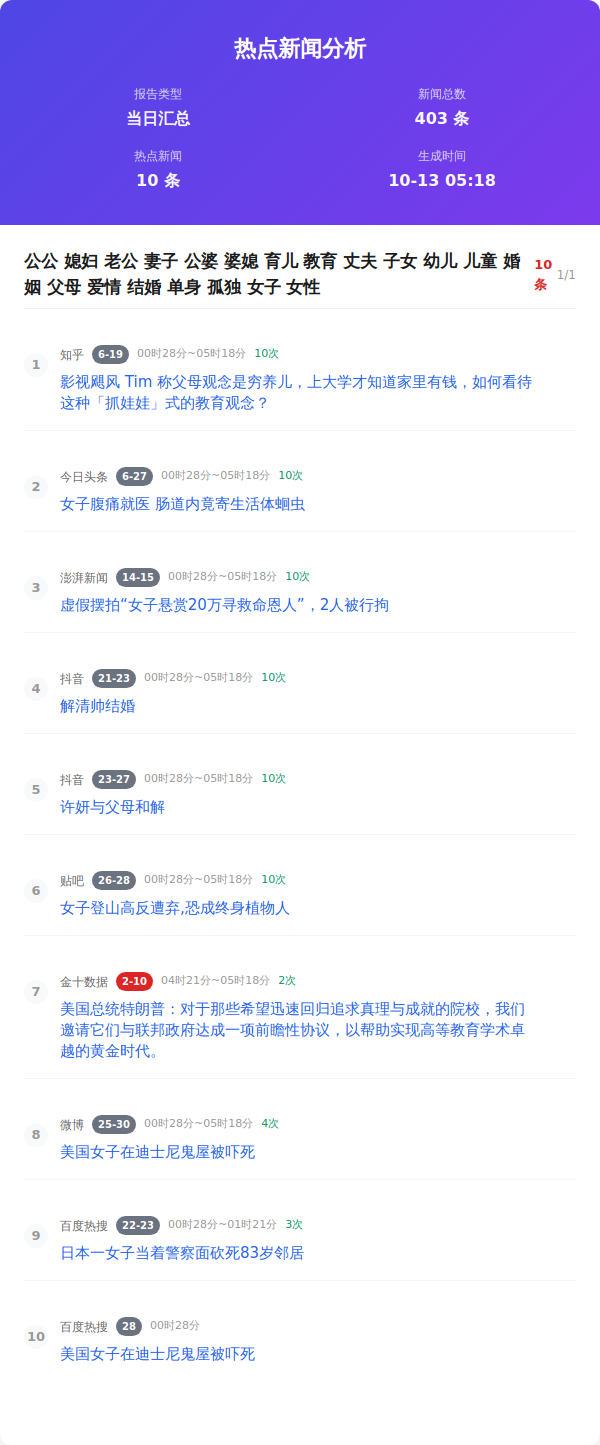 热点新闻分析
报告类型
当日汇总
新闻总数
403 条
热点新闻
10 条
生成时间
10-13 05:18
公公 媳妇 老公 妻子 公婆 婆媳 育儿 教育 丈夫 子女 幼儿 儿童 婚
姻 父母 爱情 结婚 单身 孤独 女子 女性
10
条
1/1
1
知乎 6-19 00时28分~05时18分 10次
影视飓风 Tim 称父母观念是穷养儿，上大学才知道家里有钱，如何看待
这种「抓娃娃」式的教育观念？
2
今日头条 6-27 00时28分~05时18分 10次
女子腹痛就医 肠道内竟寄生活体蛔虫
3
澎湃新闻 14-15 00时28分~05时18分 10次
虚假摆拍“女子悬赏20万寻救命恩人”，2人被行拘
4
抖音 21-23 00时28分~05时18分 10次
解清帅结婚
5
抖音 23-27 00时28分~05时18分 10次
许妍与父母和解
6
贴吧 26-28 00时28分~05时18分 10次
女子登山高反遭弃,恐成终身植物人
7
金十数据 2-10 04时21分~05时18分 2次
美国总统特朗普：对于那些希望迅速回归追求真理与成就的院校，我们
邀请它们与联邦政府达成一项前瞻性协议，以帮助实现高等教育学术卓
越的黄金时代。
8
微博 25-30 00时28分~05时18分 4次
美国女子在迪士尼鬼屋被吓死
9
百度热搜 22-23 00时28分~01时21分 3次
日本一女子当着警察面砍死83岁邻居
10
百度热搜 28 00时28分
美国女子在迪士尼鬼屋被吓死